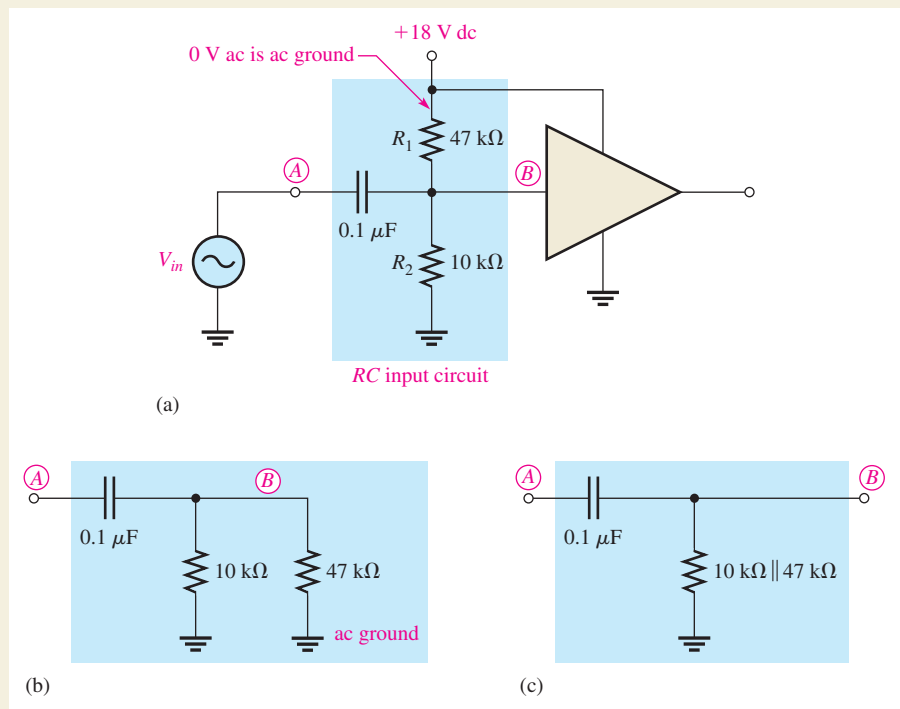 +18 V dc
0 V ac is ac ground
R1 47 kΩ
A
B
0.1 μF
Vin
R2 10 kΩ
RC input circuit
(a)
A
B
0.1 μF
10 kΩ
47 kΩ
ac ground
(b)
A
B
0.1 μF
10 kΩ || 47 kΩ
(c)